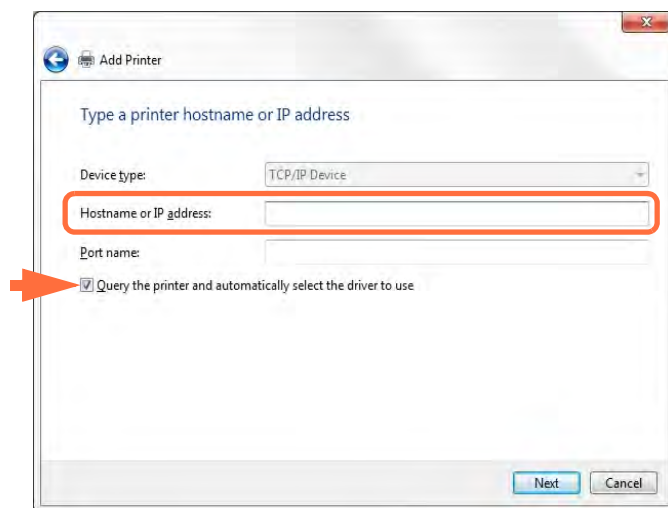 Add Printer
Type a printer hostname or IP address
Device type: TCP/IP Device
Hostname or IP address:
Port name:
Query the printer and automatically select the driver to use
Next Cancel